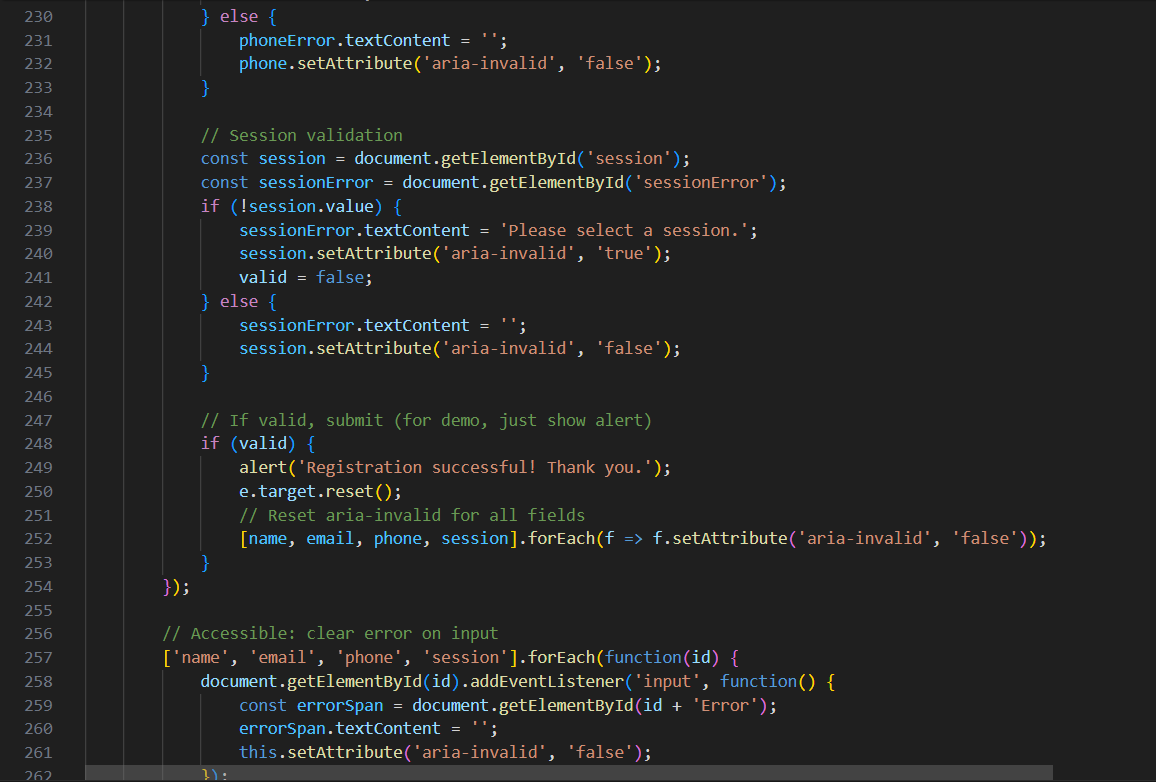 230 } else {
231 phoneError.textContent = '';
232 phone.setAttribute('aria-invalid', 'false');
233 }
234
235 // Session validation
236 const session = document.getElementById('session');
237 const sessionError = document.getElementById('sessionError');
238 if (!session.value) {
239 sessionError.textContent = 'Please select a session.';
240 session.setAttribute('aria-invalid', 'true');
241 valid = false;
242 } else {
243 sessionError.textContent = '';
244 session.setAttribute('aria-invalid', 'false');
245 }
246
247 // If valid, submit (for demo, just show alert)
248 if (valid) {
249 alert('Registration successful! Thank you.');
250 e.target.reset();
251 // Reset aria-invalid for all fields
252 [name, email, phone, session].forEach(f => f.setAttribute('aria-invalid', 'false'));
253 }
254 });
255
256 // Accessible: clear error on input
257 ['name', 'email', 'phone', 'session'].forEach(function(id) {
258 document.getElementById(id).addEventListener('input', function() {
259 const errorSpan = document.getElementById(id + 'Error');
260 errorSpan.textContent = '';
261 this.setAttribute('aria-invalid', 'false');
262 });